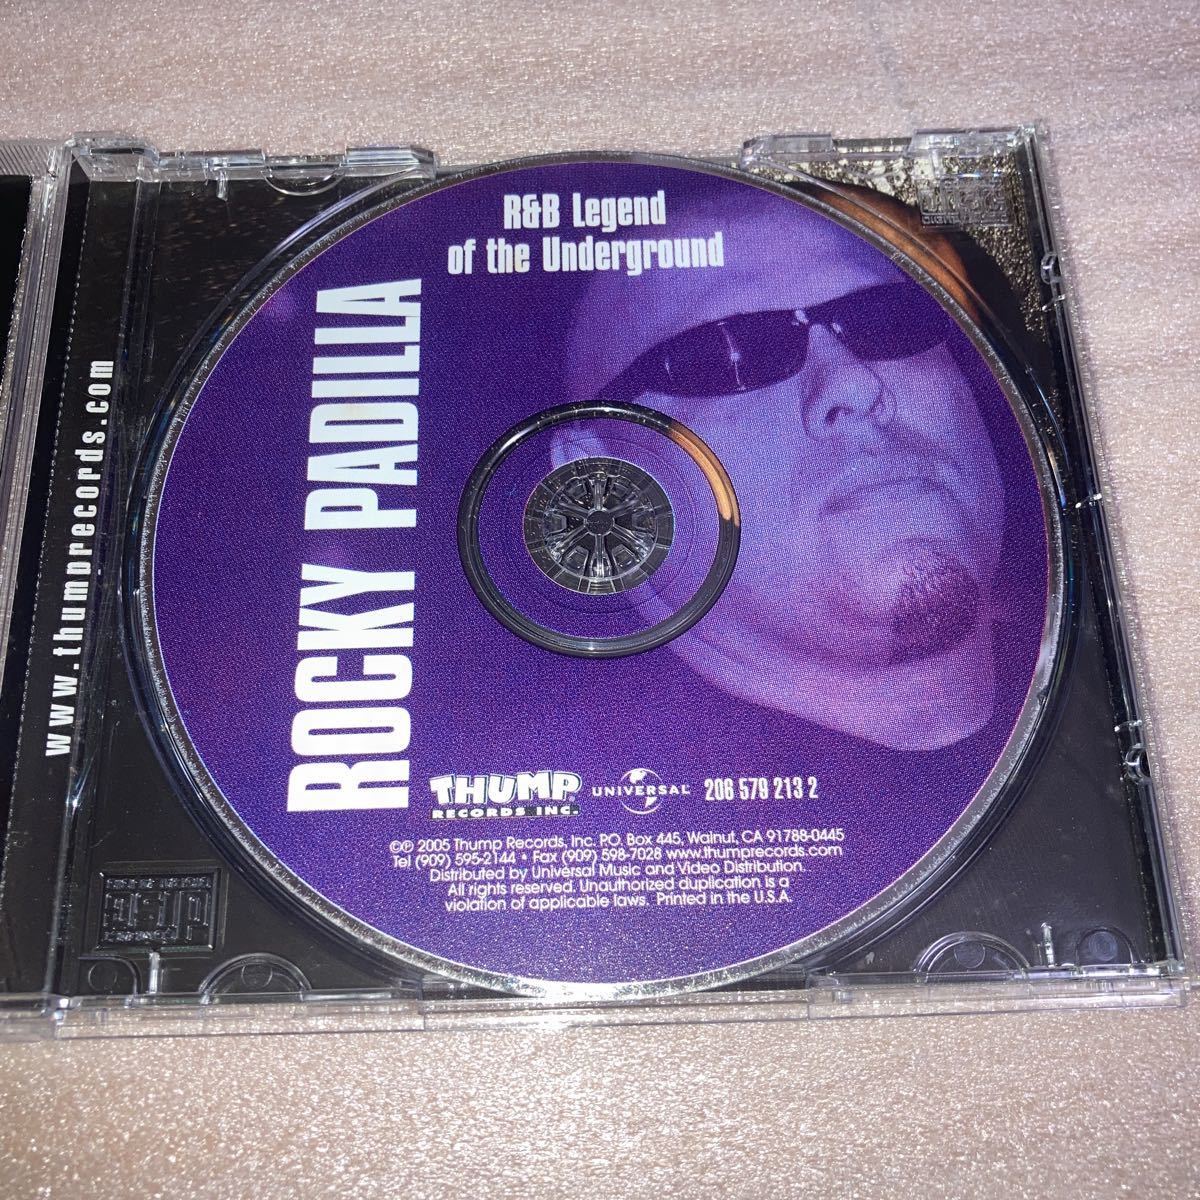 R&B Legend
of the Underground
ROCKY PADILLA
www.thumprecords.com
THUMP
RECORDS INC.
UNIVERSAL
206 579 213 2
©℗ 2005 Thump Records, Inc. P.O. Box 445, Walnut, CA 91788-0445
Tel (909) 595-2144 • Fax (909) 598-7028 www.thumprecords.com
Distributed by Universal Music and Video Distribution.
All rights reserved. Unauthorized duplication is a
violation of applicable laws. Printed in the U.S.A.